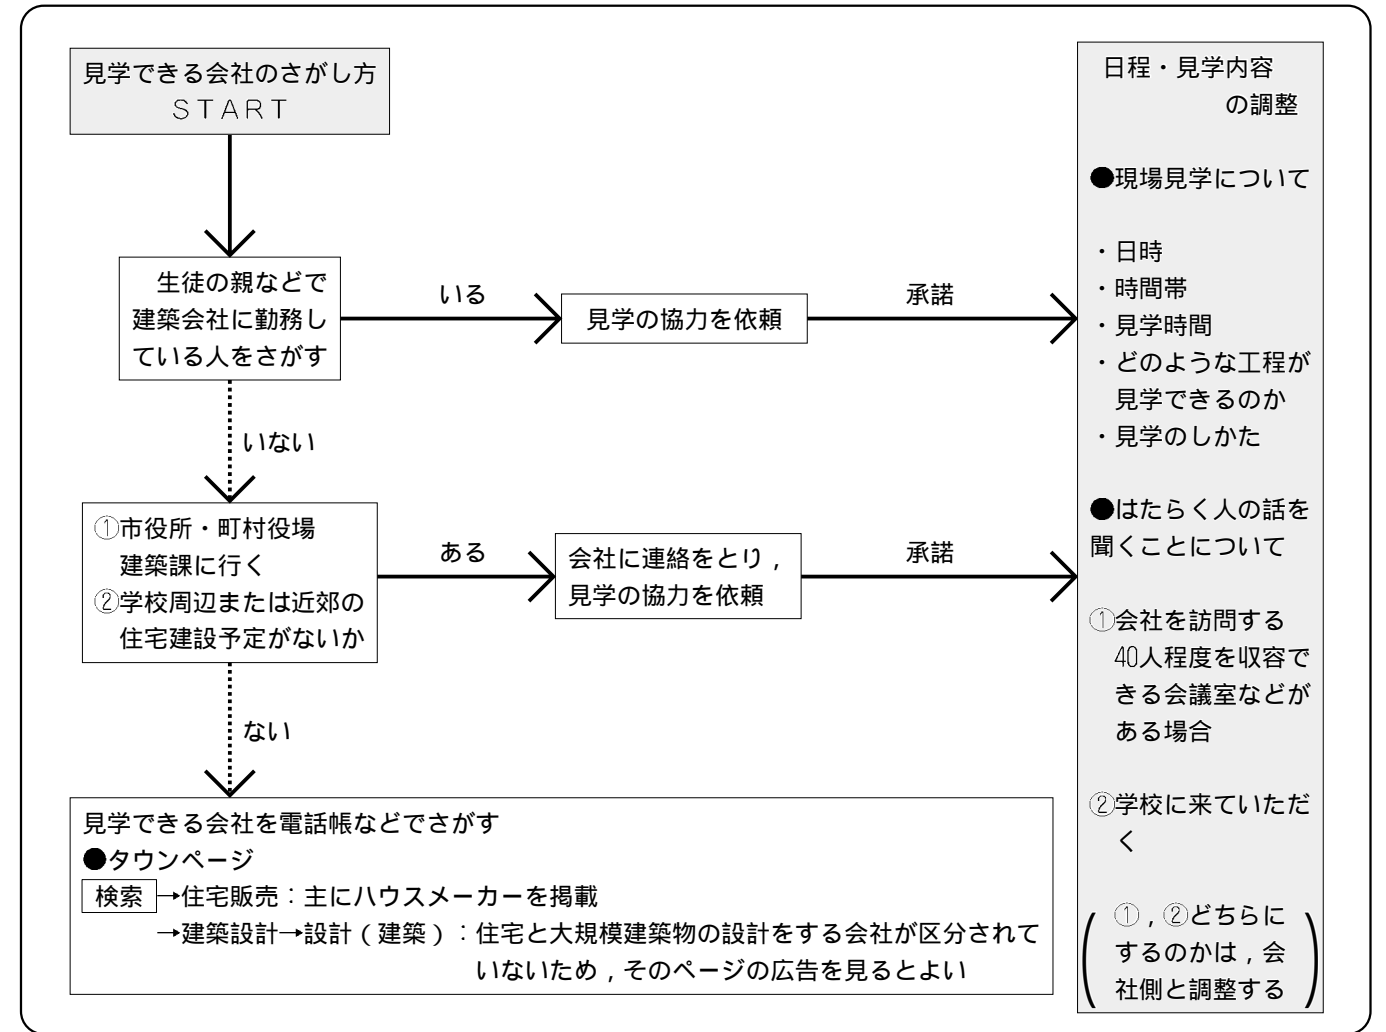 見学できる会社のさがし方
START
生徒の親などで
建築会社に勤務し
ている人をさがす
いる
見学の協力を依頼
承諾
いない
①市役所・町村役場
建築課に行く
②学校周辺または近郊の
住宅建設予定がないか
ある
会社に連絡をとり，
見学の協力を依頼
承諾
ない
見学できる会社を電話帳などでさがす
●タウンページ
検索→住宅販売：主にハウスメーカーを掲載
→建築設計→設計（建築）：住宅と大規模建築物の設計をする会社が区分されて
いないため，そのページの広告を見るとよい
日程・見学内容
の調整
●現場見学について
・日時
・時間帯
・見学時間
・どのような工程が
見学できるのか
・見学のしかた
●はたらく人の話を
聞くことについて
①会社を訪問する
40人程度を収容で
きる会議室などが
ある場合
②学校に来ていただ
く
（①，②どちらに
するのかは，会
社側と調整する）